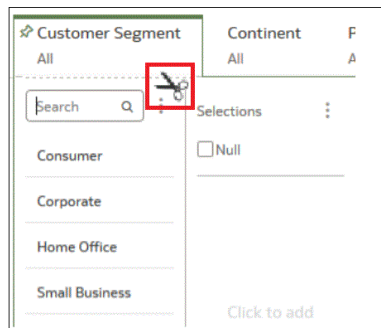 Customer Segment Continent P
All All A
Search
Selections
Null
Consumer
Corporate
Home Office
Small Business
Click to add